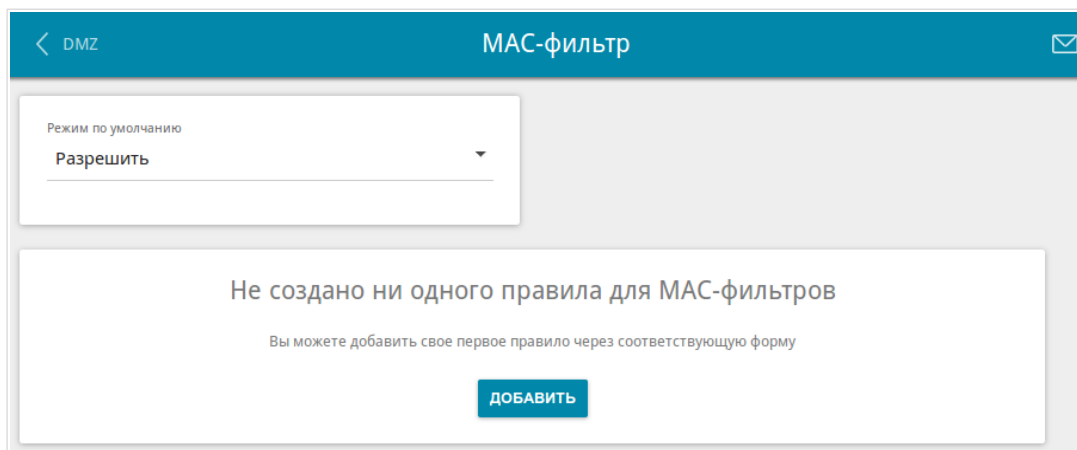 DMZ
MAC-фильтр
Режим по умолчанию
Разрешить
Не создано ни одного правила для MAC-фильтров
Вы можете добавить свое первое правило через соответствующую форму
ДОБАВИТЬ